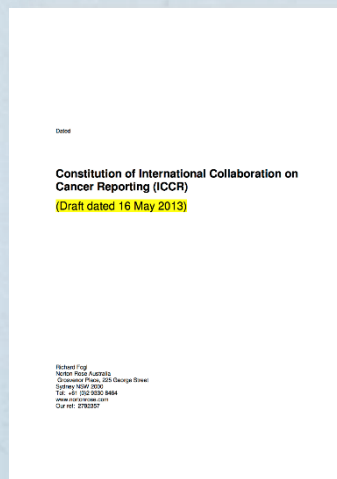 Dated
Constitution of International Collaboration on
Cancer Reporting (ICCR)
(Draft dated 16 May 2013)
Richard Fogl
Norton Rose Australia
Grosvenor Place, 225 George Street
Sydney NSW 2000
Tel: +61 (0)2 9330 8464
www.nortonrose.com
Our ref: 2792357